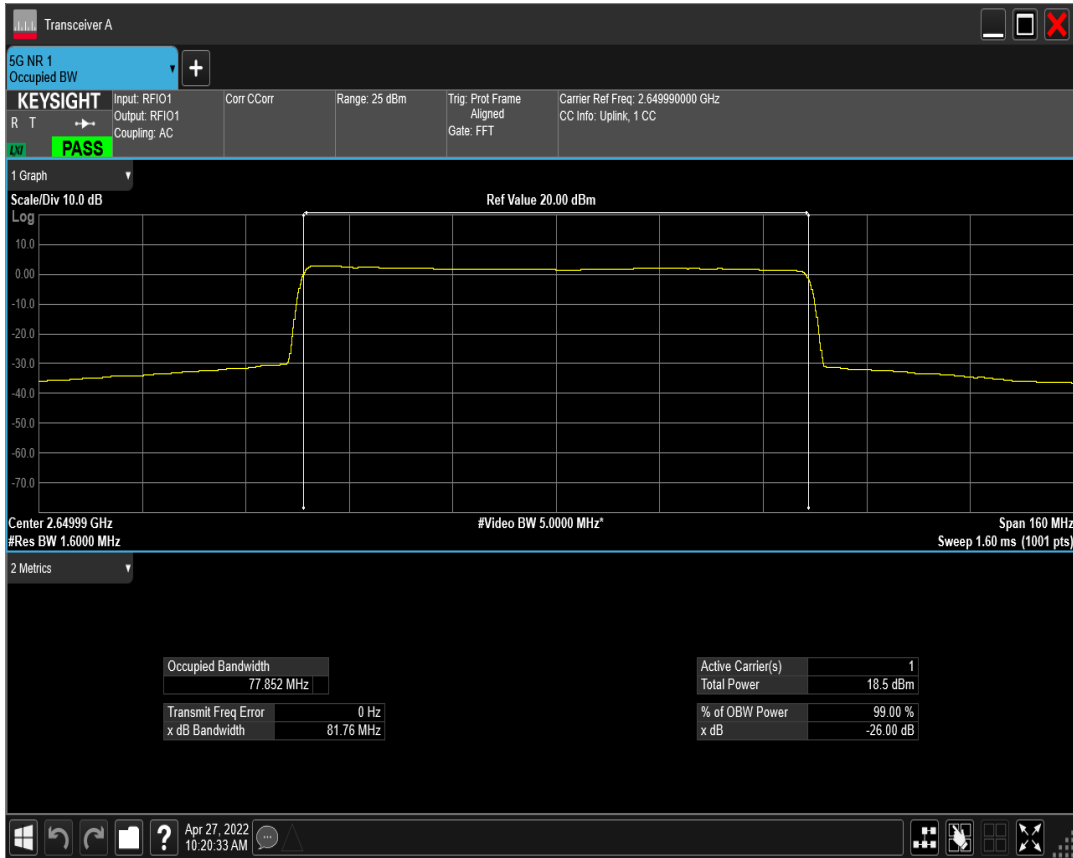 Transceiver A
5G NR 1
Occupied BW
+
KEYSIGHT
R T
LXI
PASS
Input: RFIO1
Output: RFIO1
Coupling: AC
Corr CCorr
Range: 25 dBm
Trig: Prot Frame
Aligned
Gate: FFT
Carrier Ref Freq: 2.649990000 GHz
CC Info: Uplink, 1 CC
1 Graph
Scale/Div 10.0 dB
Ref Value 20.00 dBm
Log
10.0
0.00
-10.0
-20.0
-30.0
-40.0
-50.0
-60.0
-70.0
Center 2.64999 GHz
#Video BW 5.0000 MHz*
Span 160 MHz
#Res BW 1.6000 MHz
Sweep 1.60 ms (1001 pts)
2 Metrics
Occupied Bandwidth
77.852 MHz
Transmit Freq Error 0 Hz
x dB Bandwidth 81.76 MHz
Active Carrier(s) 1
Total Power 18.5 dBm
% of OBW Power 99.00 %
x dB -26.00 dB
?
Apr 27, 2022
10:20:33 AM